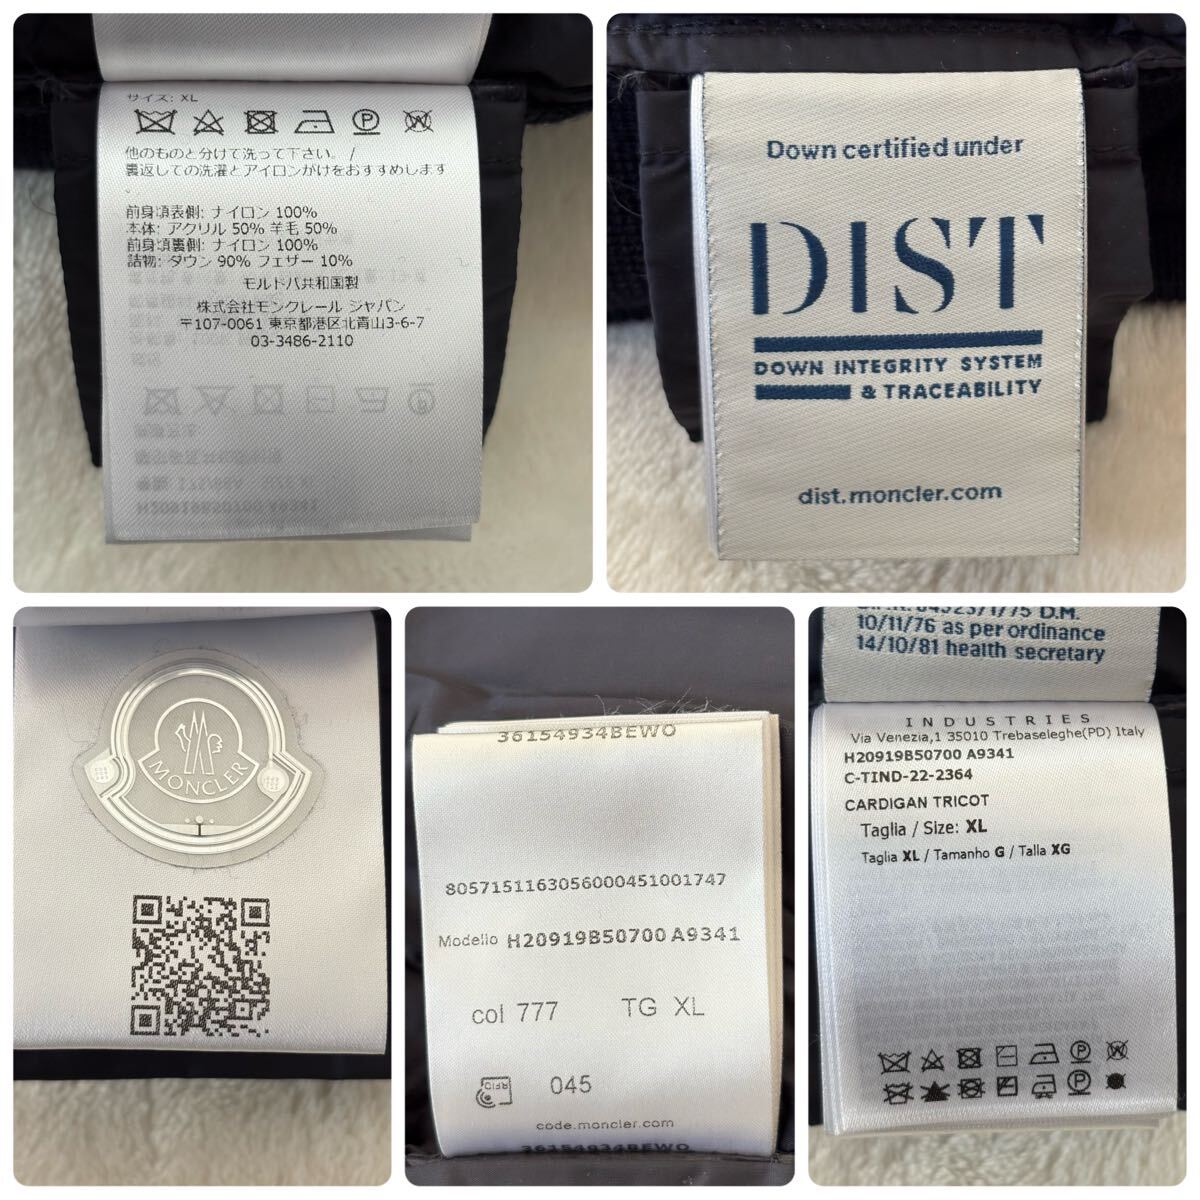 サイズ: XL
他のものと分けて洗って下さい。/
裏返しての洗濯とアイロンかけをおすすめします
。
前身頃表側: ナイロン 100%
本体: アクリル 50% 羊毛 50%
前身頃裏側: ナイロン 100%
詰物: ダウン 90% フェザー 10%
モルドバ共和国製
株式会社モンクレール ジャパン
〒107-0061 東京都港区北青山3-6-7
03-3486-2110
Down certified under
DIST
DOWN INTEGRITY SYSTEM
& TRACEABILITY
dist.moncler.com
MONCLER
36154934BEWO
8057151163056000451001747
Modello H20919B50700 A9341
col 777 TG XL
RFID 045
code.moncler.com
36154934BEWO
10/11/76 as per ordinance
14/10/81 health secretary
INDUSTRIES
Via Venezia,1 35010 Trebaseleghe(PD) Italy
H20919B50700 A9341
C-TIND-22-2364
CARDIGAN TRICOT
Taglia / Size: XL
Taglia XL / Tamanho G / Talla XG